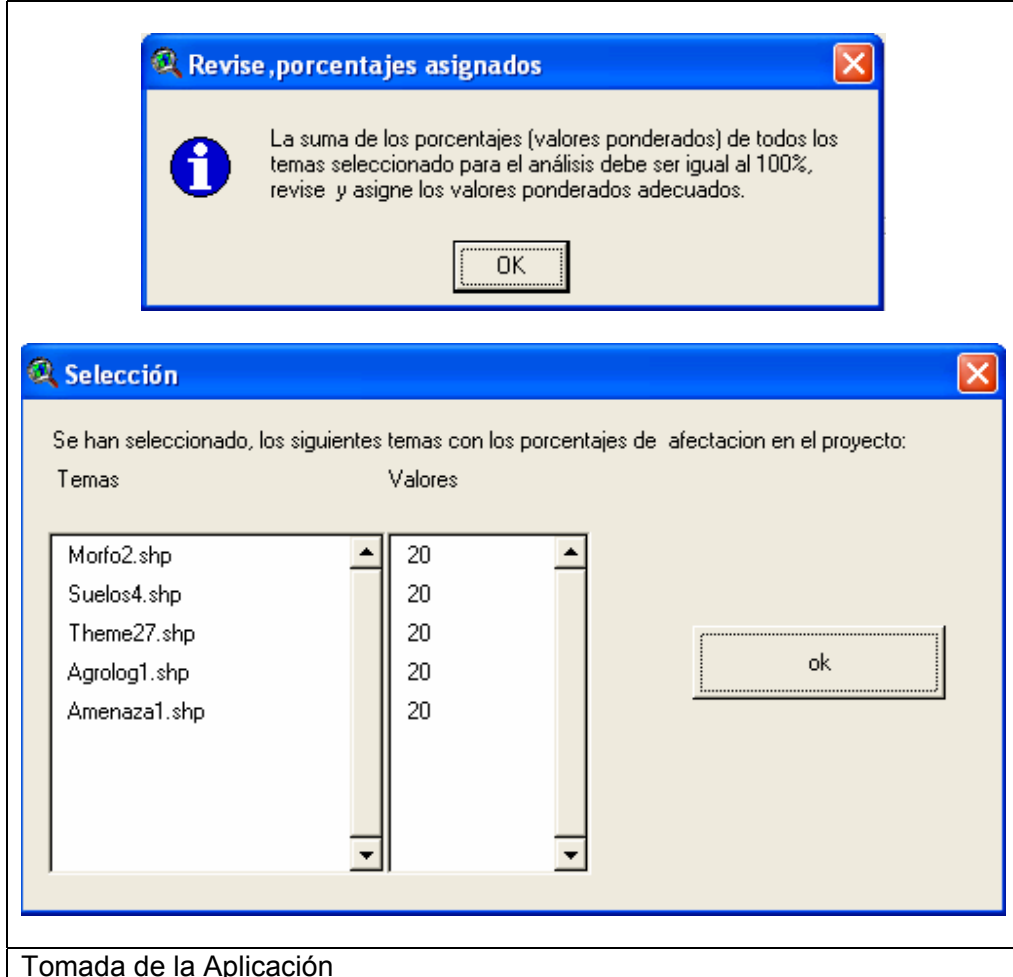 Revise ,porcentajes asignados
La suma de los porcentajes (valores ponderados) de todos los
temas seleccionado para el análisis debe ser igual al 100%,
revise y asigne los valores ponderados adecuados.
OK
Selección
Se han seleccionado, los siguientes temas con los porcentajes de afectacion en el proyecto:
Temas Valores
Morfo2.shp 20
Suelos4.shp 20
Theme27.shp 20
Agrolog1.shp 20
Amenaza1.shp 20
ok
Tomada de la Aplicación